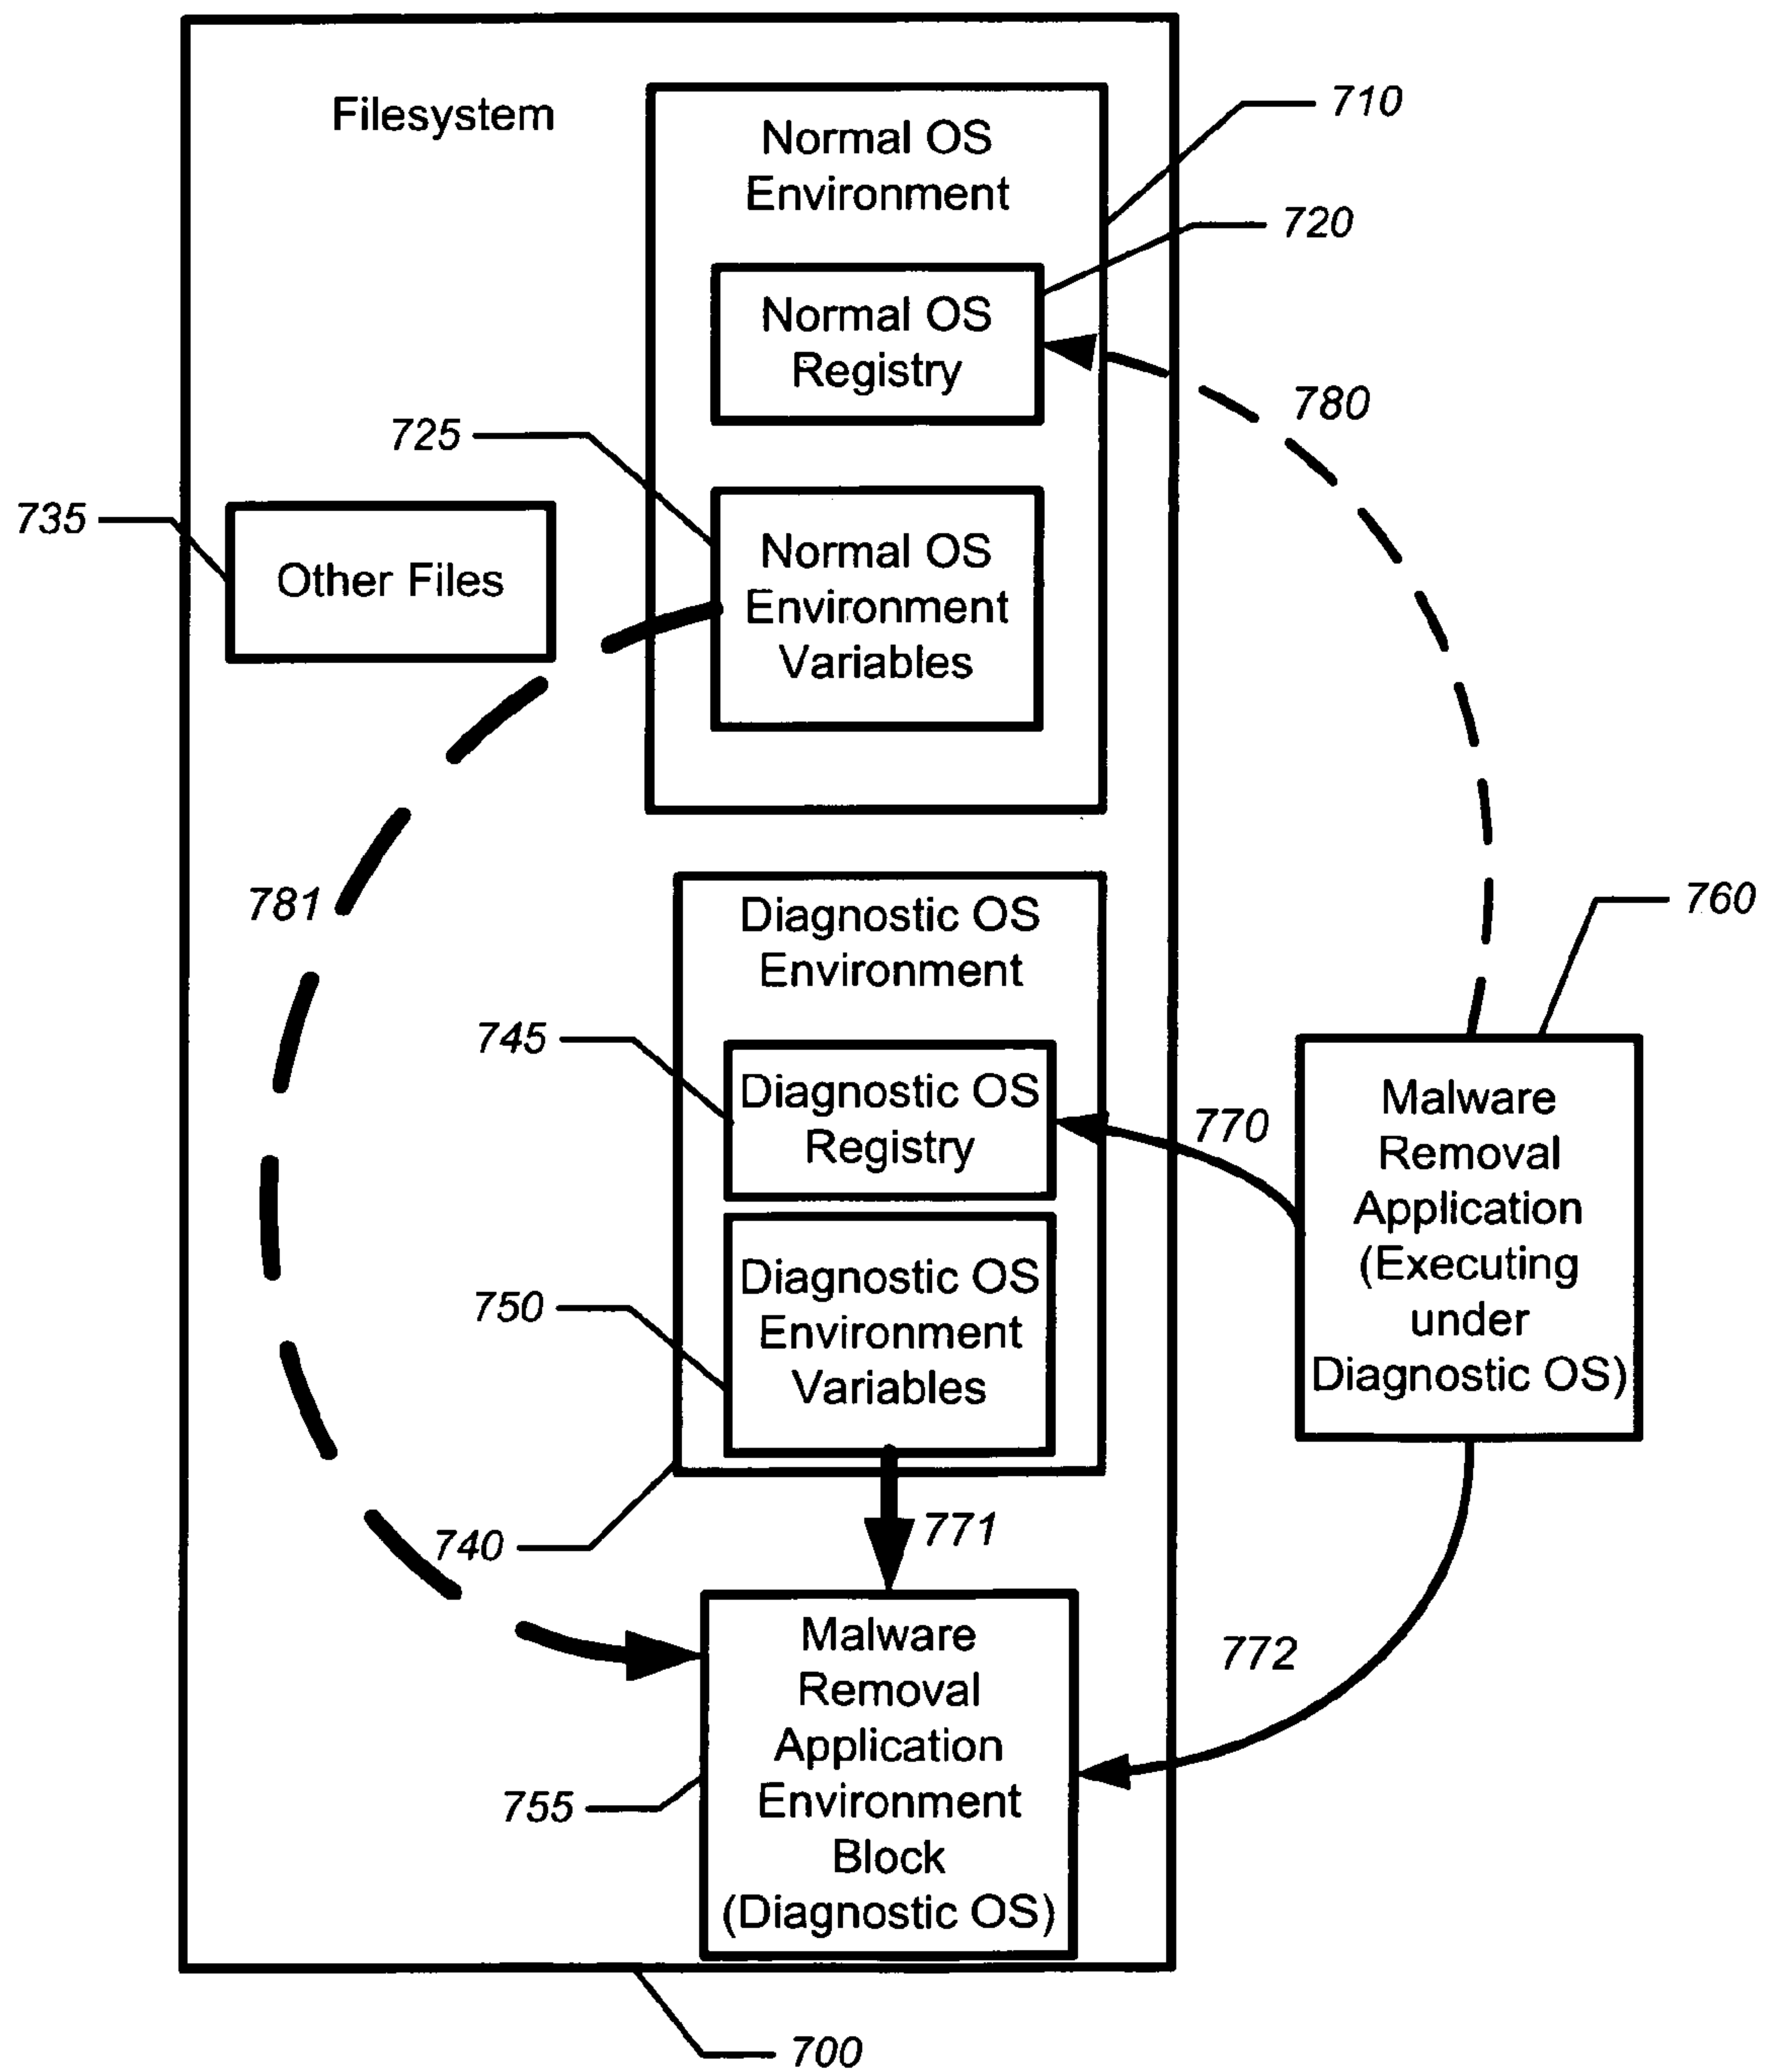 Filesystem
Normal OS
Environment
710
720
Normal OS
Registry
780
725
735
Other Files
Normal OS
Environment
Variables
781
Diagnostic OS
Environment
760
745
Diagnostic OS
Registry
770
Malware
Removal
Application
(Executing
under
Diagnostic OS)
750
Diagnostic OS
Environment
Variables
740
771
Malware
Removal
Application
Environment
Block
(Diagnostic OS)
772
755
700